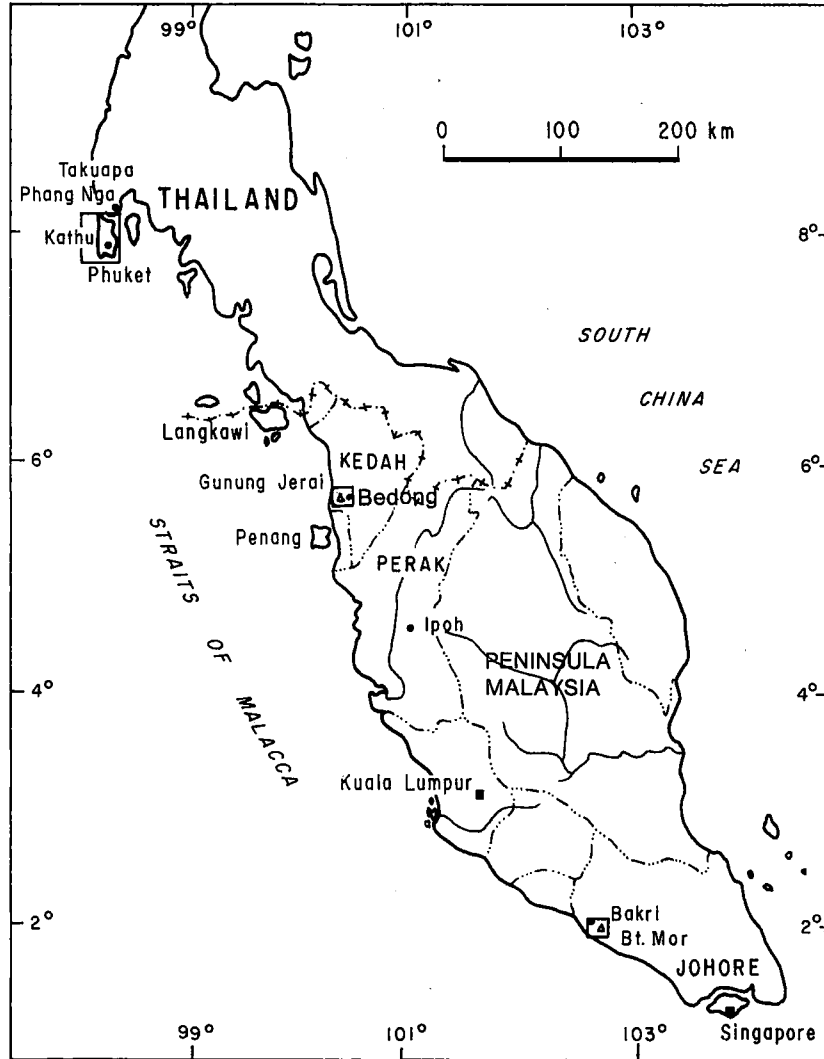 99°
101°
103°
0 100 200 km
Takuapa
Phang Nga
THAILAND
Kathu
8°
Phuket
SOUTH
CHINA
SEA
Langkawi
KEDAH
6°
6°
Gunung Jerai
Bedong
Penang
PERAK
STRAITS OF MALACCA
Ipoh
PENINSULA
MALAYSIA
4°
4°
Kuala Lumpur
2°
Bakri
2°
Bt. Mor
JOHORE
Singapore
99°
101°
103°